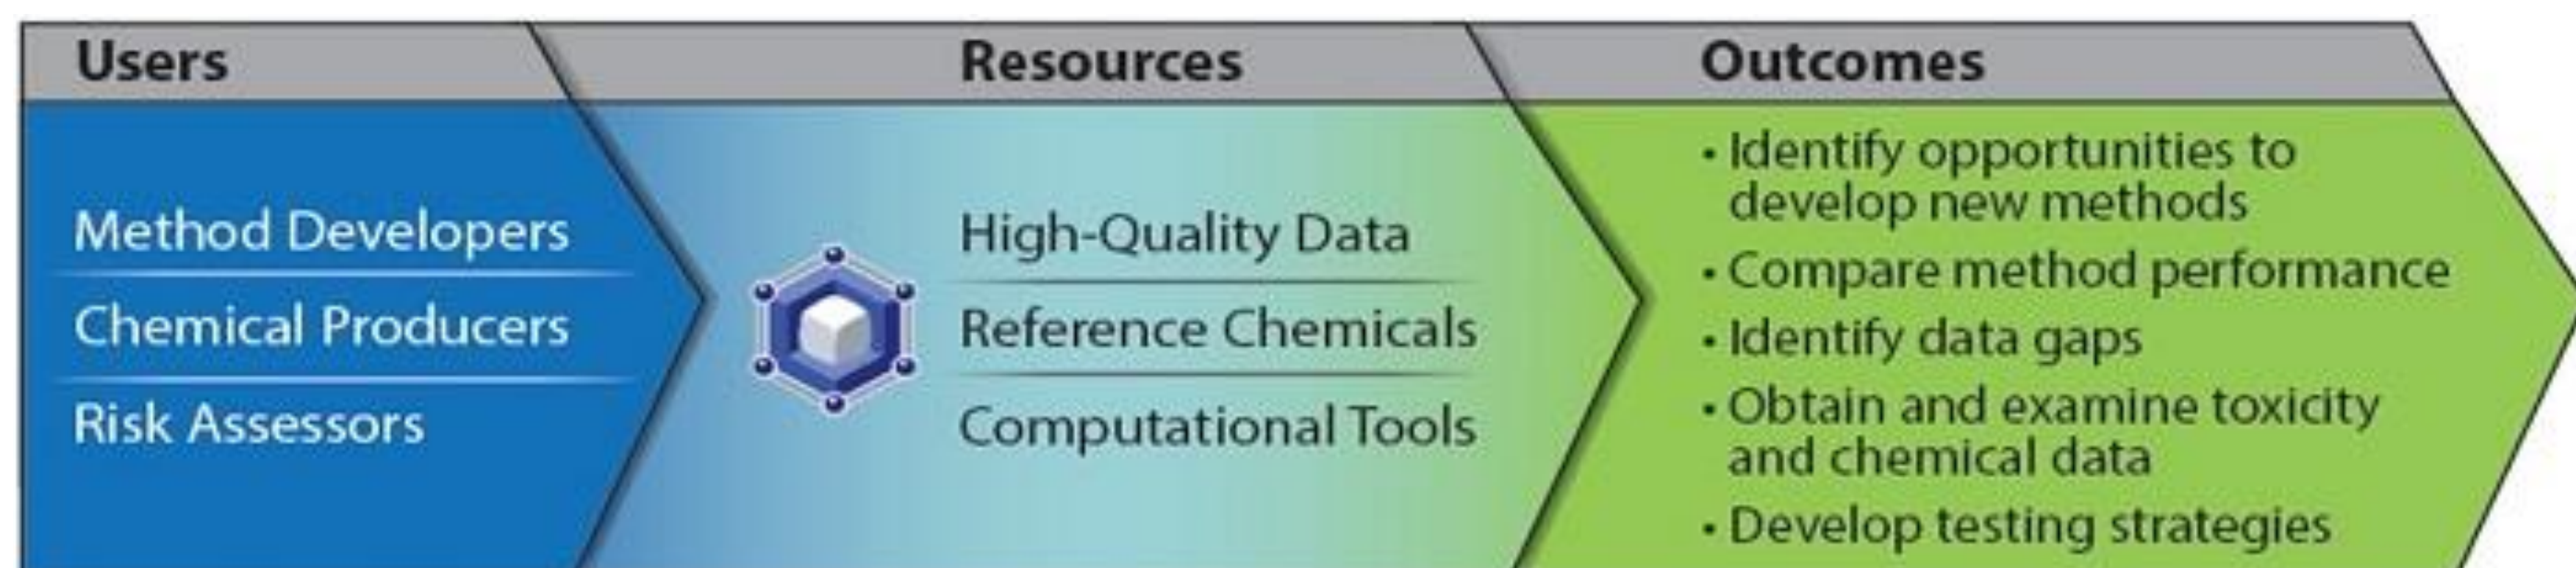 Users
Method Developers
Chemical Producers
Risk Assessors
Resources
High-Quality Data
Reference Chemicals
Computational Tools
Outcomes
• Identify opportunities to
develop new methods
• Compare method performance
• Identify data gaps
• Obtain and examine toxicity
and chemical data
• Develop testing strategies